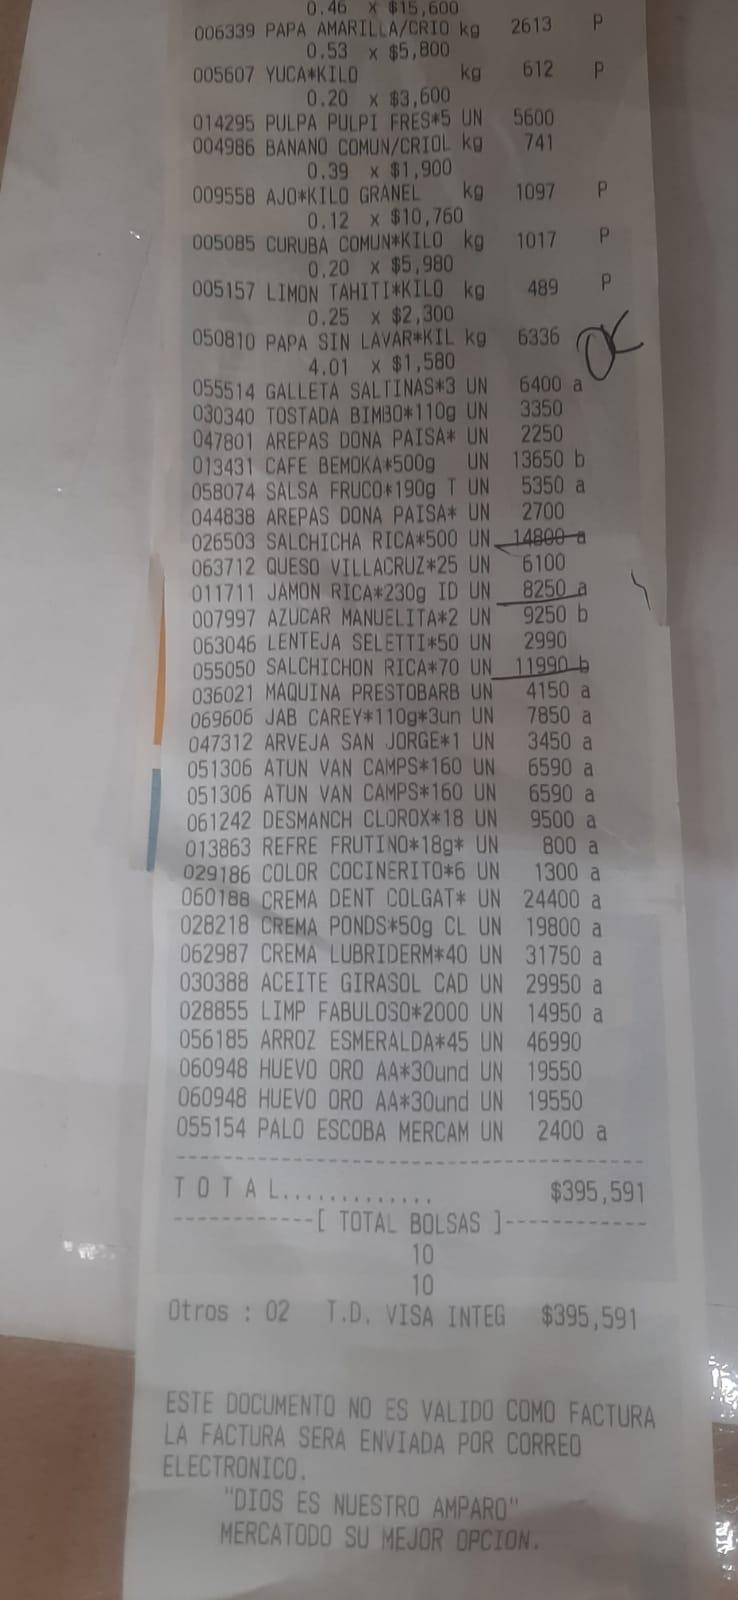 0.46 x $15,600
006339 PAPA AMARILLA/CRIO kg 2613 P
0.53 x $5,800
005607 YUCA*KILO kg 612 P
0.20 x $3,600
014295 PULPA PULPI FRES*5 UN 5600
004986 BANANO COMUN/CRIOL kg 741
0.39 x $1,900
009558 AJO*KILO GRANEL kg 1097 P
0.12 x $10,760
005085 CURUBA COMUN*KILO kg 1017 P
0.20 x $5,980
005157 LIMON TAHITI*KILO kg 489 P
0.25 x $2,300
050810 PAPA SIN LAVAR*KIL kg 6336 OK
4.01 x $1,580
055514 GALLETA SALTINAS*3 UN 6400 a
030340 TOSTADA BIMBO*110g UN 3350
047801 AREPAS DONA PAISA* UN 2250
013431 CAFE BEMOKA*500g UN 13650 b
058074 SALSA FRUCO*190g T UN 5350 a
044838 AREPAS DONA PAISA* UN 2700
026503 SALCHICHA RICA*500 UN 14800 a
063712 QUESO VILLACRUZ*25 UN 6100
011711 JAMON RICA*230g ID UN 8250 a
007997 AZUCAR MANUELITA*2 UN 9250 b
063046 LENTEJA SELETTI*50 UN 2990
055050 SALCHICHON RICA*70 UN 11990 b
036021 MAQUINA PRESTOBARB UN 4150 a
069606 JAB CAREY*110g*3un UN 7850 a
047312 ARVEJA SAN JORGE*1 UN 3450 a
051306 ATUN VAN CAMPS*160 UN 6590 a
051306 ATUN VAN CAMPS*160 UN 6590 a
061242 DESMANCH CLOROX*18 UN 9500 a
013863 REFRE FRUTINO*18g* UN 800 a
029186 COLOR COCINERITO*6 UN 1300 a
060188 CREMA DENT COLGAT* UN 24400 a
028218 CREMA PONDS*50g CL UN 19800 a
062987 CREMA LUBRIDERM*40 UN 31750 a
030388 ACEITE GIRASOL CAD UN 29950 a
028855 LIMP FABULOSO*2000 UN 14950 a
056185 ARROZ ESMERALDA*45 UN 46990
060948 HUEVO ORO AA*30und UN 19550
060948 HUEVO ORO AA*30und UN 19550
055154 PALO ESCOBA MERCAM UN 2400 a
----------------------------------------
T O T A L............. $395,591
------------[ TOTAL BOLSAS ]------------
10
10
Otros : 02 T.D. VISA INTEG $395,591
ESTE DOCUMENTO NO ES VALIDO COMO FACTURA
LA FACTURA SERA ENVIADA POR CORREO
ELECTRONICO.
"DIOS ES NUESTRO AMPARO"
MERCATODO SU MEJOR OPCION.